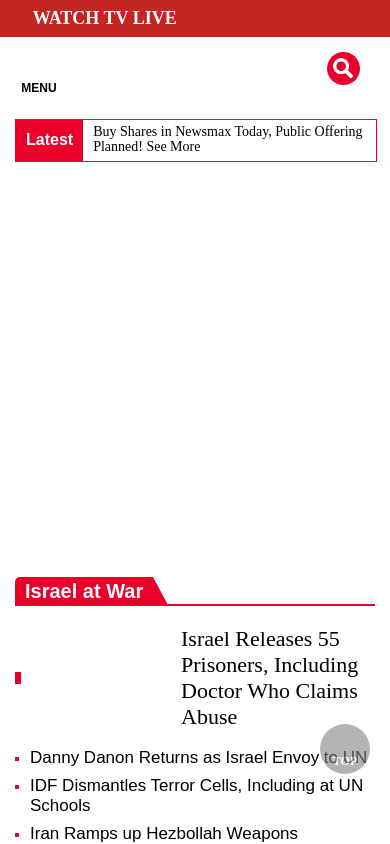 WATCH TV LIVE
MENU
Latest
Buy Shares in Newsmax Today, Public Offering
Planned! See More
Israel at War
Israel Releases 55
Prisoners, Including
Doctor Who Claims
Abuse
Danny Danon Returns as Israel Envoy to UN
TOP
IDF Dismantles Terror Cells, Including at UN
Schools
Iran Ramps up Hezbollah Weapons